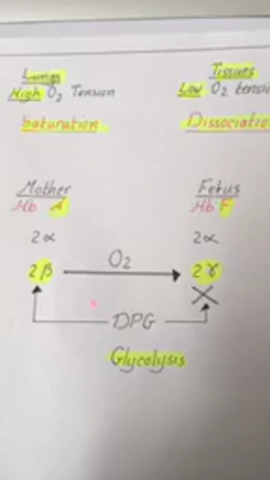 Lungs
High O₂ Tension
Saturation
Tissues
Low O₂ tensi
Dissociatio
Mother
Hb A
2α
2β
O₂
Fetus
Hb F
2α
2γ
DPG
Glycolysis